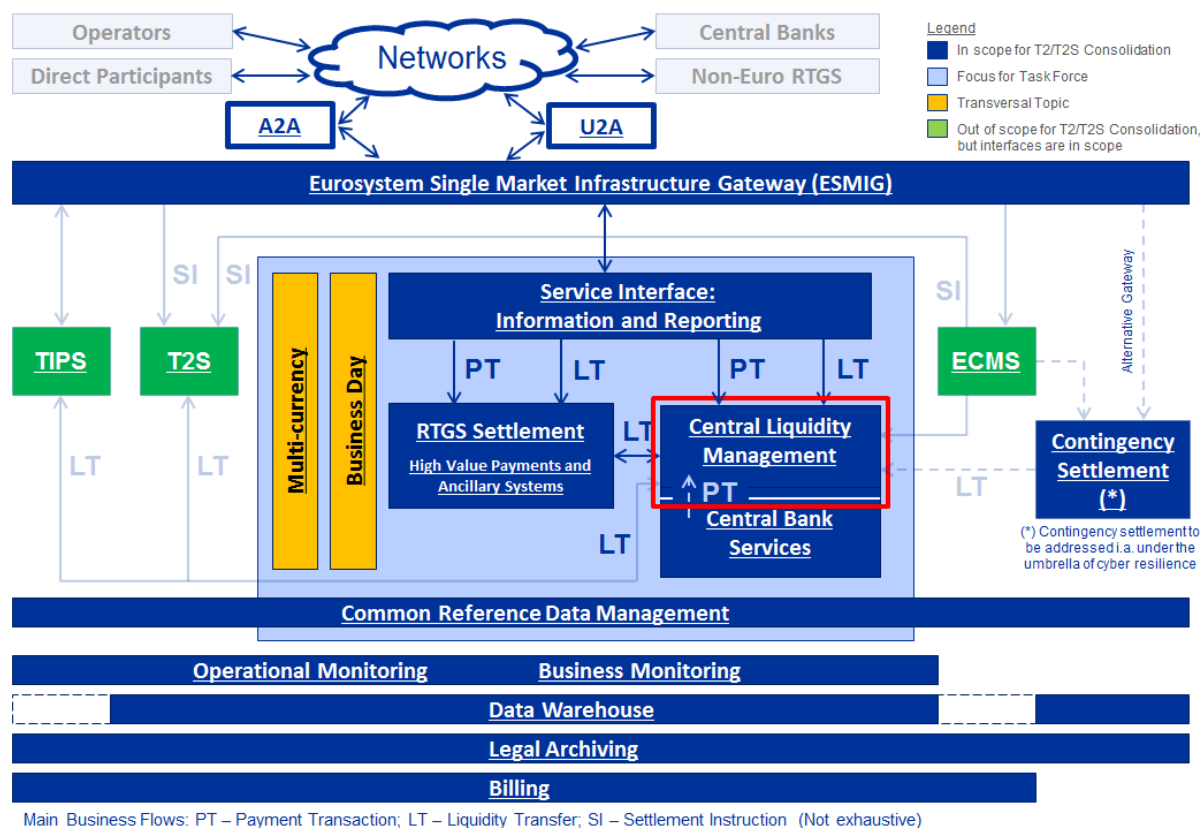 Operators
Direct Participants
Networks
Central Banks
Non-Euro RTGS
Legend
In scope for T2/T2S Consolidation
Focus for Task Force
Transversal Topic
Out of scope for T2/T2S Consolidation,
but interfaces are in scope
A2A
U2A
Eurosystem Single Market Infrastructure Gateway (ESMIG)
SI
SI
SI
Alternative Gateway
Multi-currency
Business Day
Service Interface:
Information and Reporting
TIPS
T2S
ECMS
PT
LT
PT
LT
RTGS Settlement
High Value Payments and
Ancillary Systems
LT
Central Liquidity
Management
PT
Central Bank
Services
Contingency
Settlement
(*)
LT
LT
LT
LT
(*) Contingency settlement to
be addressed i.a. under the
umbrella of cyber resilience
Common Reference Data Management
Operational Monitoring
Business Monitoring
Data Warehouse
Legal Archiving
Billing
Main Business Flows: PT – Payment Transaction; LT – Liquidity Transfer; SI – Settlement Instruction (Not exhaustive)